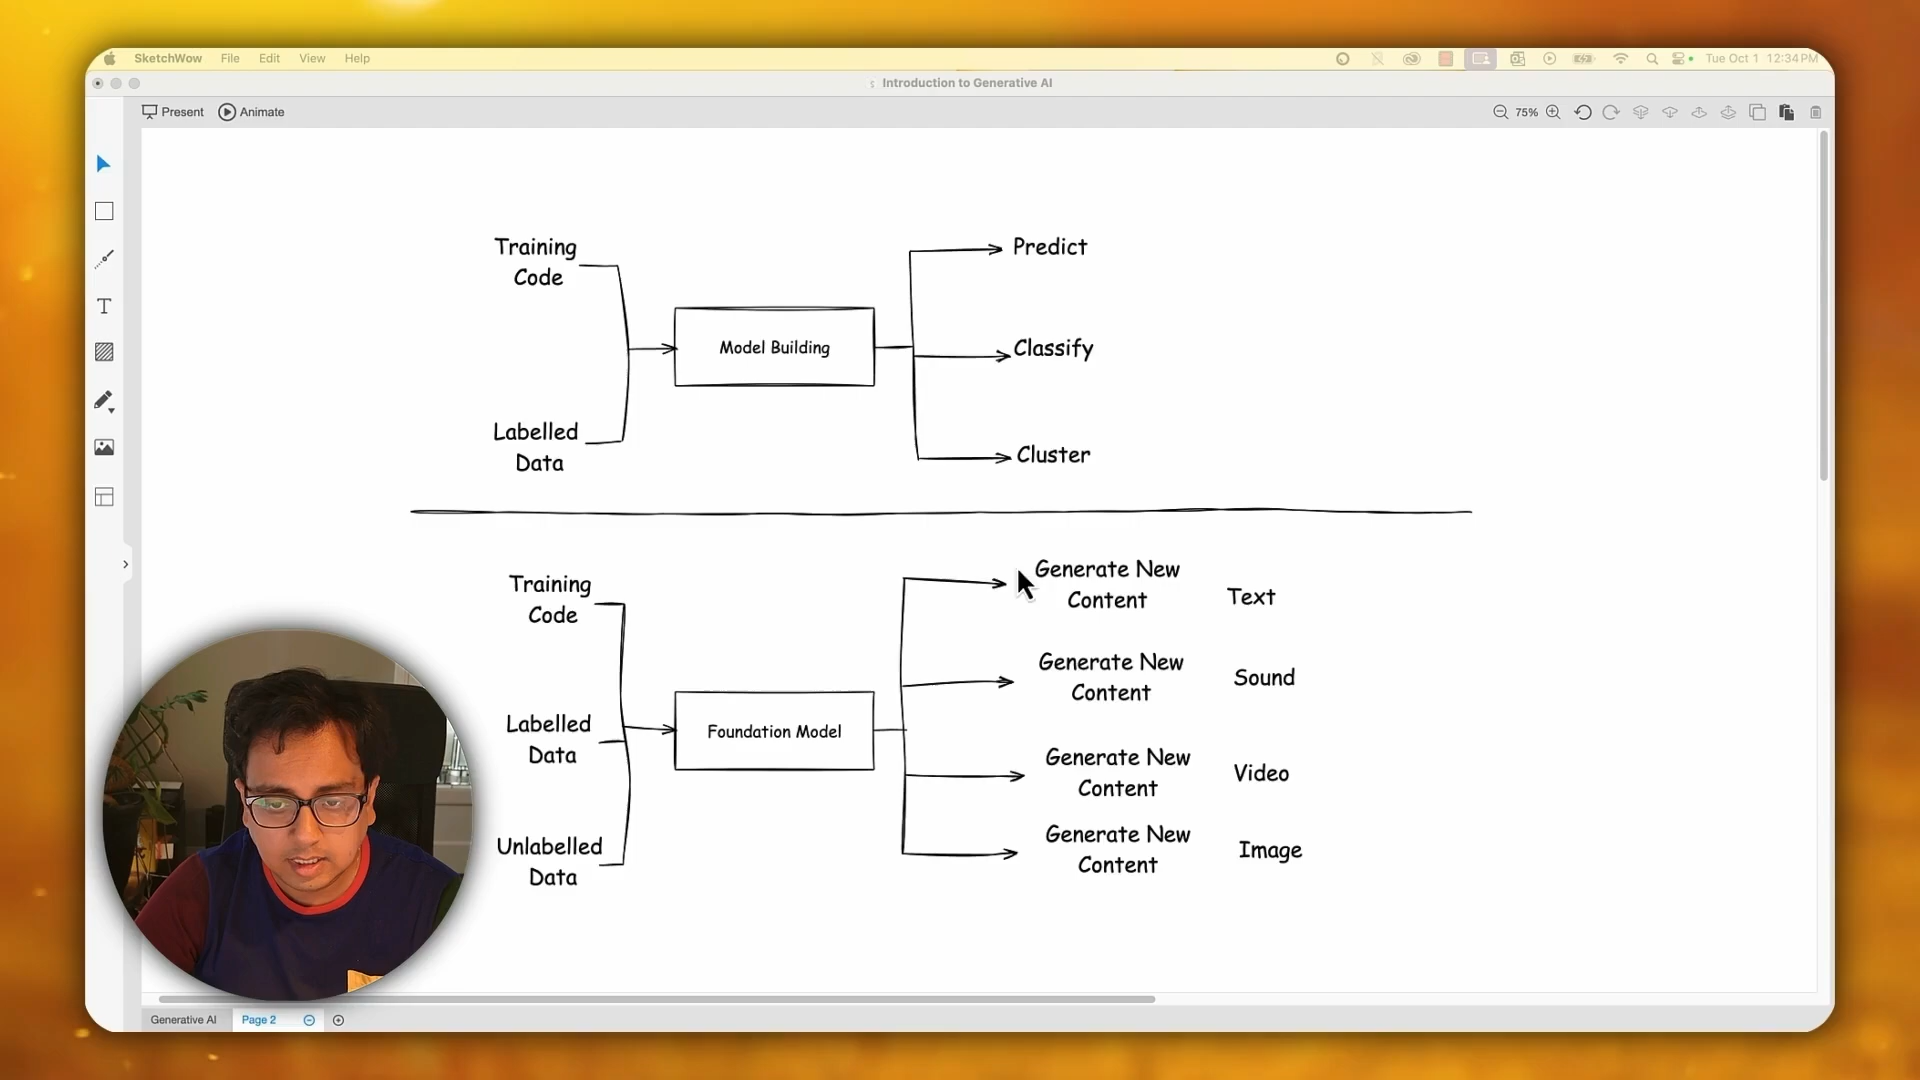 SketchWow File Edit View Help
Tue Oct 1 12:34 PM
Introduction to Generative AI
Present Animate
75%
Training
Code
Labelled
Data
Model Building
Predict
Classify
Cluster
Training
Code
Labelled
Data
Unlabelled
Data
Foundation Model
Generate New
Content
Text
Generate New
Content
Sound
Generate New
Content
Video
Generate New
Content
Image
Generative AI Page 2